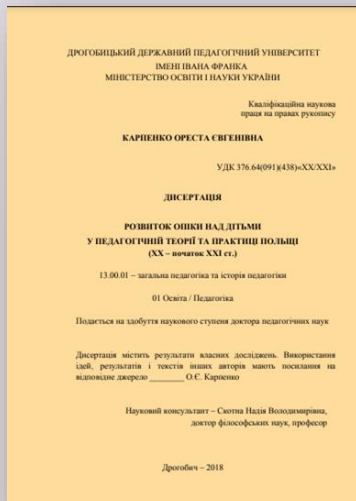 ДРОГОБИЦЬКИЙ ДЕРЖАВНИЙ ПЕДАГОГІЧНИЙ УНІВЕРСИТЕТ
ІМЕНІ ІВАНА ФРАНКА
МІНІСТЕРСТВО ОСВІТИ І НАУКИ УКРАЇНИ
Кваліфікаційна наукова
праця на правах рукопису
КАРПЕНКО ОРЕСТА ЄВГЕНІВНА
УДК 376.64(091)(438)«XX/XXI»
ДИСЕРТАЦІЯ
РОЗВИТОК ОПІКИ НАД ДІТЬМИ
У ПЕДАГОГІЧНІЙ ТЕОРІЇ ТА ПРАКТИЦІ ПОЛЬЩІ
(ХХ – початок ХХІ ст.)
13.00.01 – загальна педагогіка та історія педагогіки
01 Освіта / Педагогіка
Подається на здобуття наукового ступеня доктора педагогічних наук
Дисертація містить результати власних досліджень. Використання
ідей, результатів і текстів інших авторів мають посилання на
відповідне джерело ________ О.Є. Карпенко
Науковий консультант – Скотна Надія Володимирівна,
доктор філософських наук, професор
Дрогобич – 2018